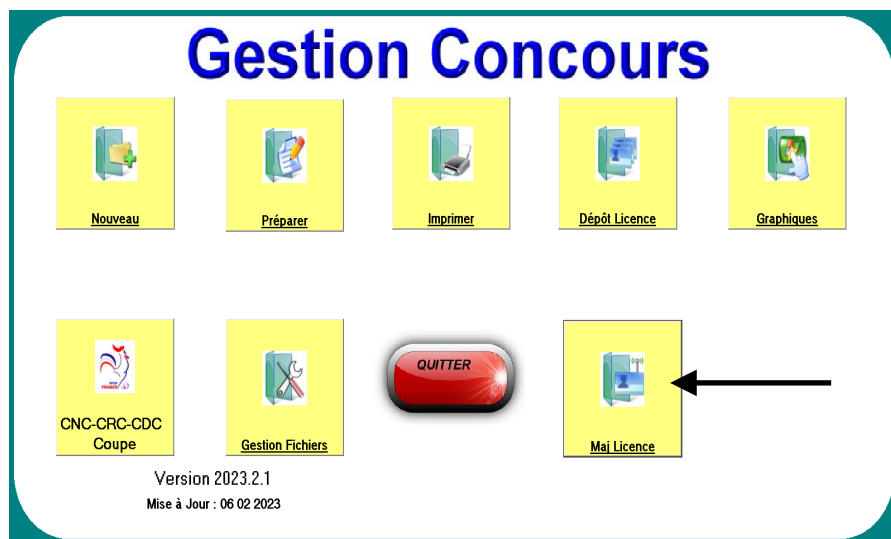 Gestion Concours
Nouveau
Préparer
Imprimer
Dépôt Licence
Graphiques
CNC-CRC-CDC
Coupe
Gestion Fichiers
QUITTER
Maj Licence
Version 2023.2.1
Mise à Jour : 06 02 2023